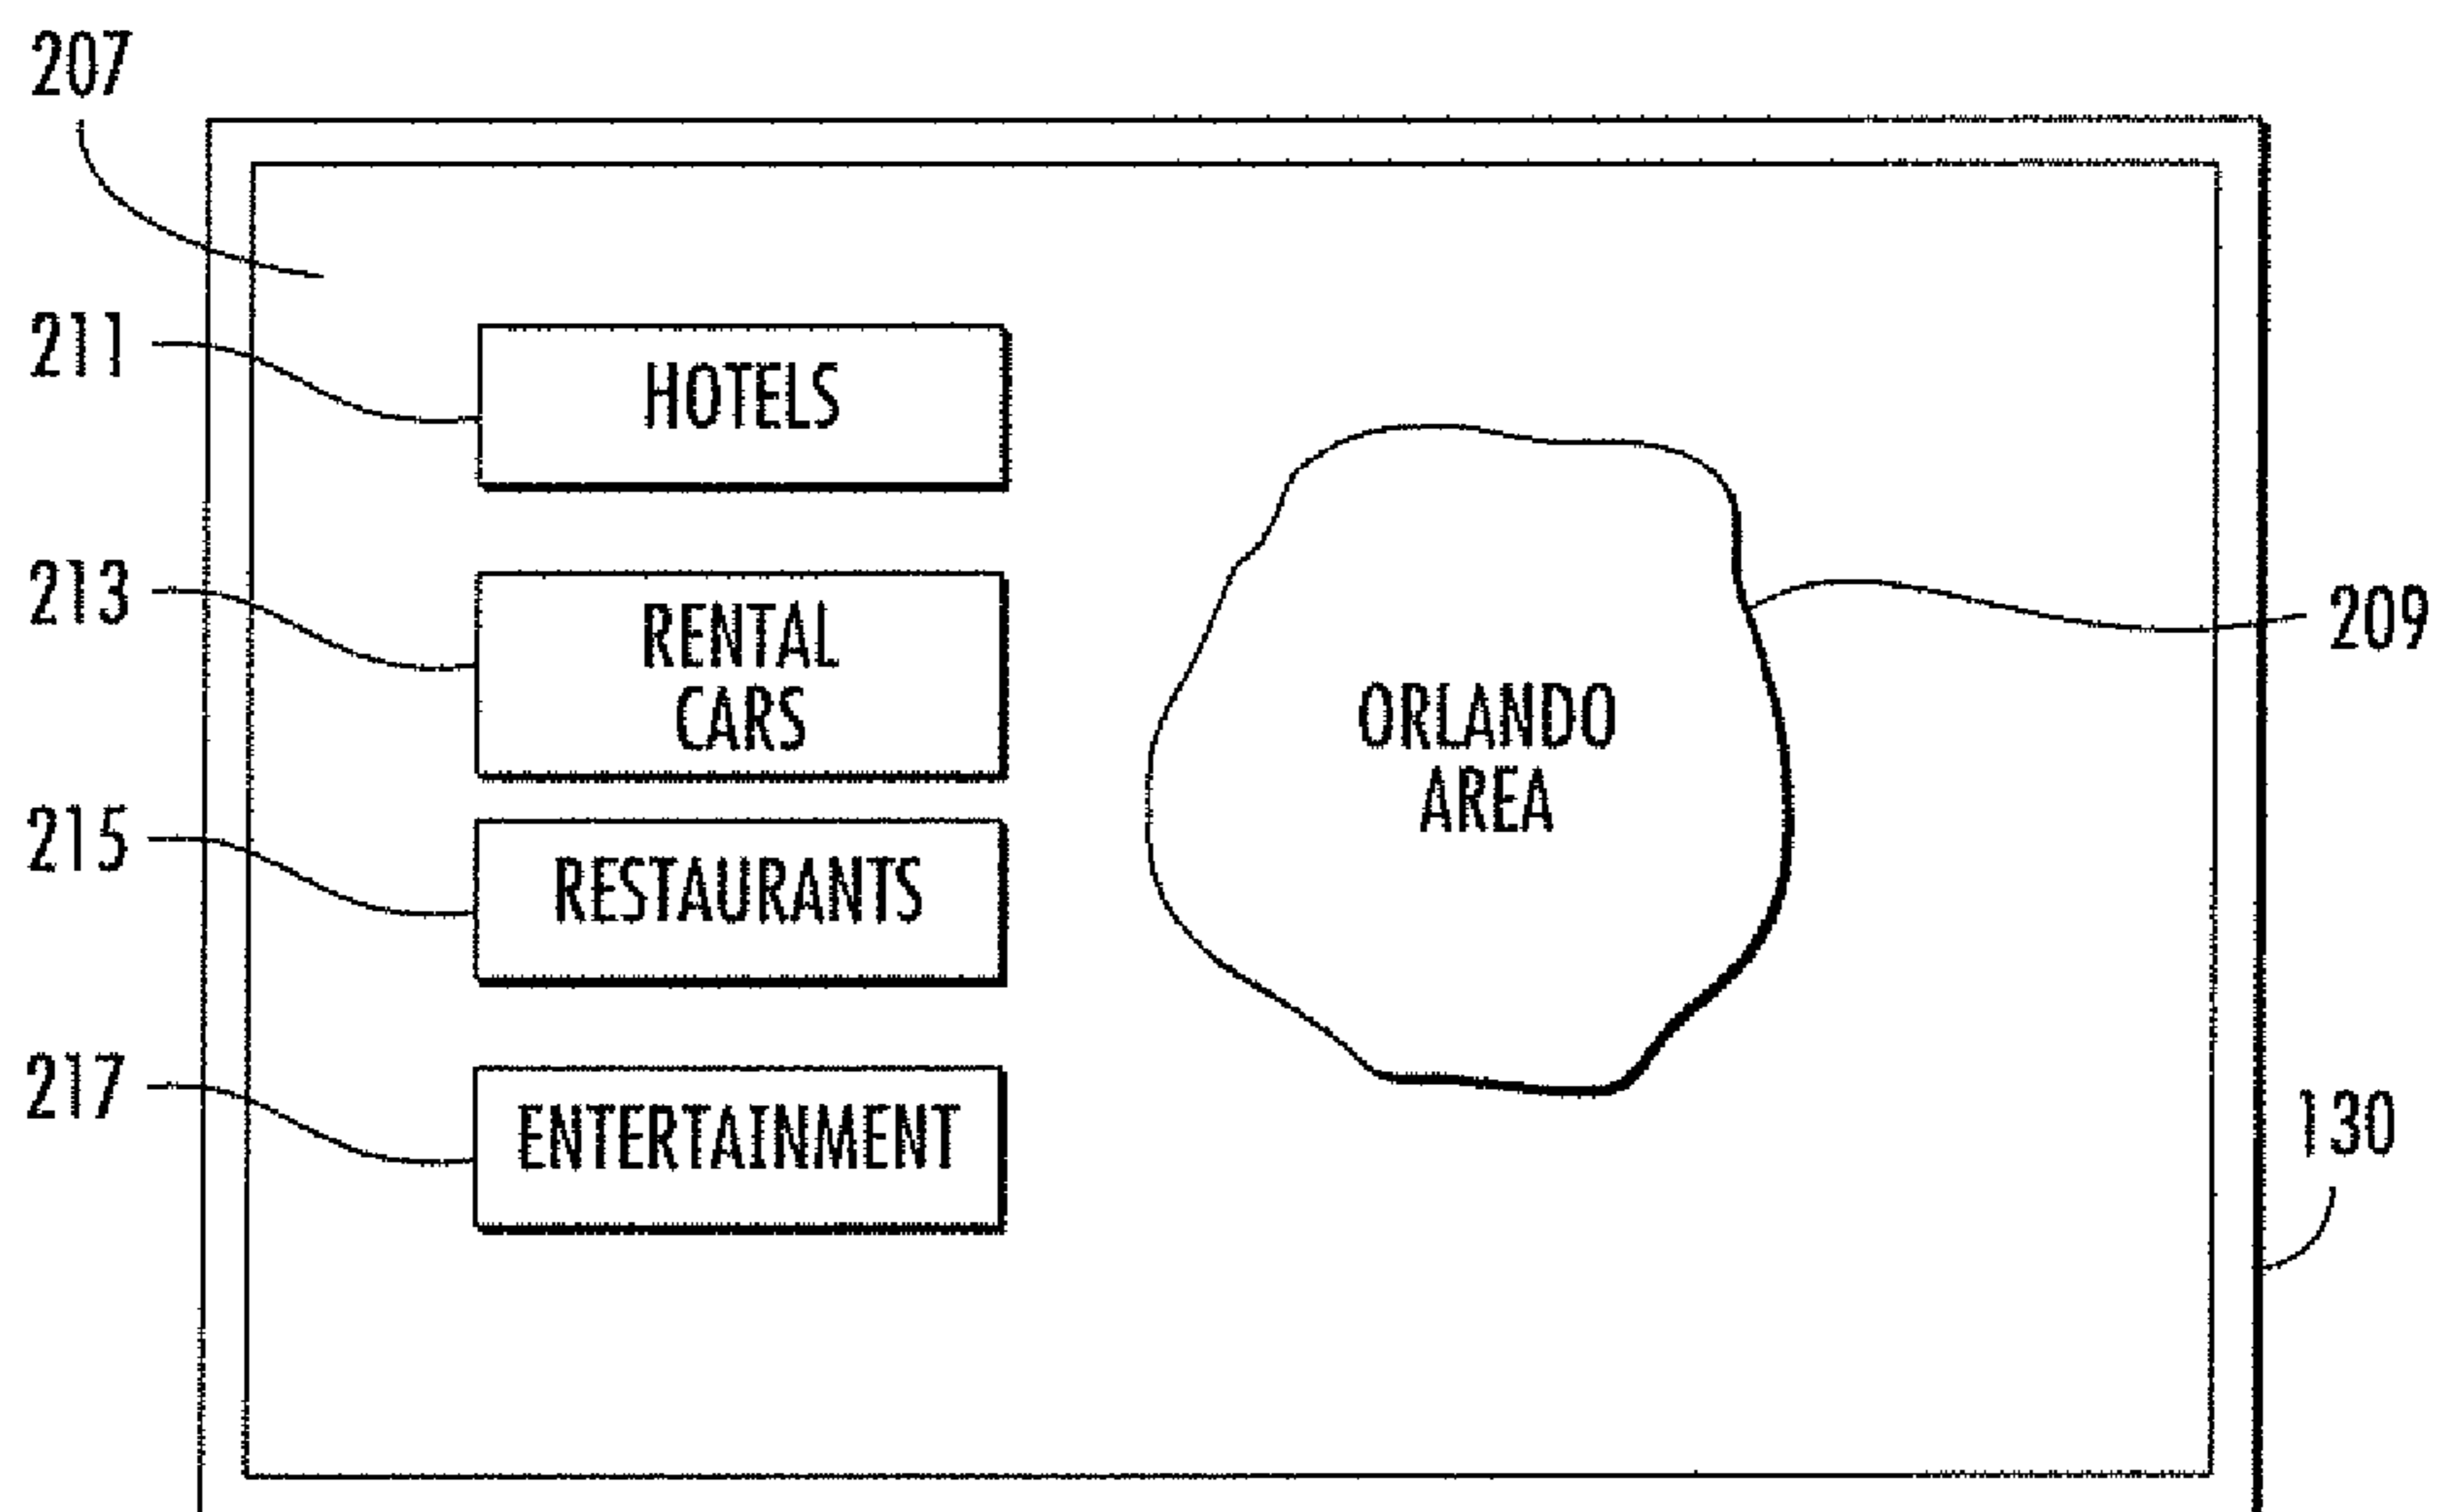 207
211
HOTELS
213
RENTAL
CARS
209
ORLANDO
AREA
215
RESTAURANTS
217
ENTERTAINMENT
130